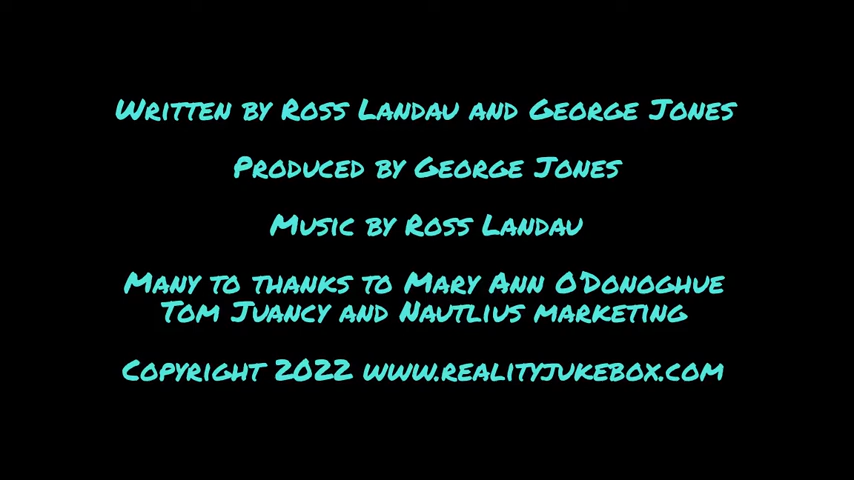 Written by Ross Landau and George Jones
Produced by George Jones
Music by Ross Landau
Many to thanks to Mary Ann O'Donoghue
Tom Juancy and Nautlius marketing
Copyright 2022 www.realityjukebox.com